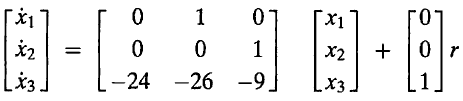 [ẋ1]   [ 0 1 0] [x1]   [0]
[ẋ2] = [ 0 0 1] [x2] + [0] r
[ẋ3]   [−24 −26 −9] [x3]   [1]